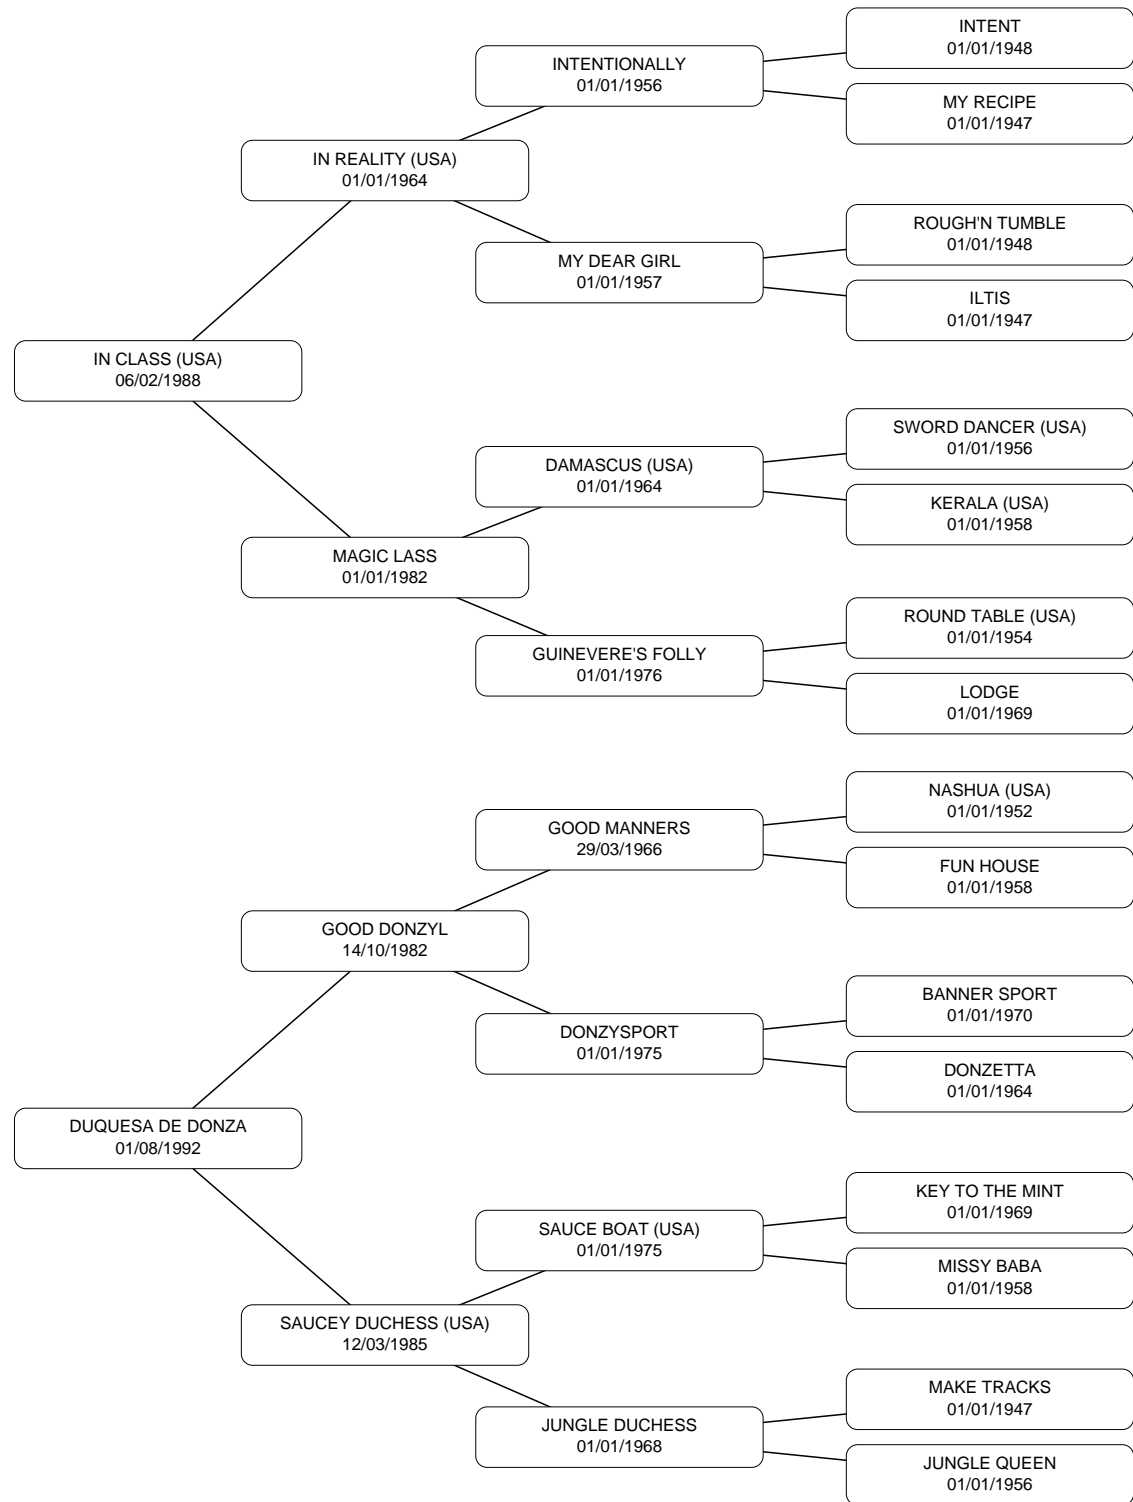 INTENT
01/01/1948
INTENTIONALLY
01/01/1956
MY RECIPE
01/01/1947
IN REALITY (USA)
01/01/1964
ROUGH'N TUMBLE
01/01/1948
MY DEAR GIRL
01/01/1957
ILTIS
01/01/1947
IN CLASS (USA)
06/02/1988
SWORD DANCER (USA)
01/01/1956
DAMASCUS (USA)
01/01/1964
KERALA (USA)
01/01/1958
MAGIC LASS
01/01/1982
ROUND TABLE (USA)
01/01/1954
GUINEVERE'S FOLLY
01/01/1976
LODGE
01/01/1969
NASHUA (USA)
01/01/1952
GOOD MANNERS
29/03/1966
FUN HOUSE
01/01/1958
GOOD DONZYL
14/10/1982
BANNER SPORT
01/01/1970
DONZYSPORT
01/01/1975
DONZETTA
01/01/1964
DUQUESA DE DONZA
01/08/1992
KEY TO THE MINT
01/01/1969
SAUCE BOAT (USA)
01/01/1975
MISSY BABA
01/01/1958
SAUCEY DUCHESS (USA)
12/03/1985
MAKE TRACKS
01/01/1947
JUNGLE DUCHESS
01/01/1968
JUNGLE QUEEN
01/01/1956